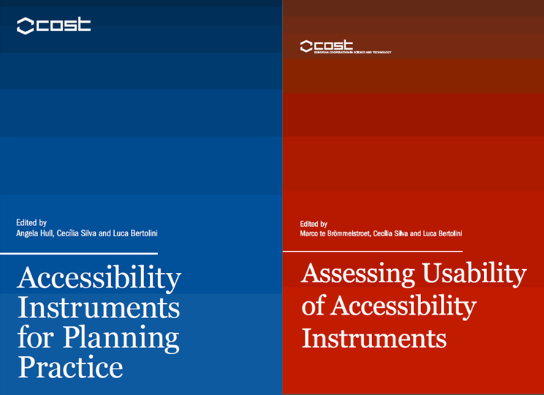 cost
Edited by
Angela Hull, Cecília Silva and Luca Bertolini
Accessibility
Instruments
for Planning
Practice
cost
EUROPEAN COOPERATION IN SCIENCE AND TECHNOLOGY
Edited by
Marco te Brömmelstroet, Cecília Silva and Luca Bertolini
Assessing Usability
of Accessibility
Instruments